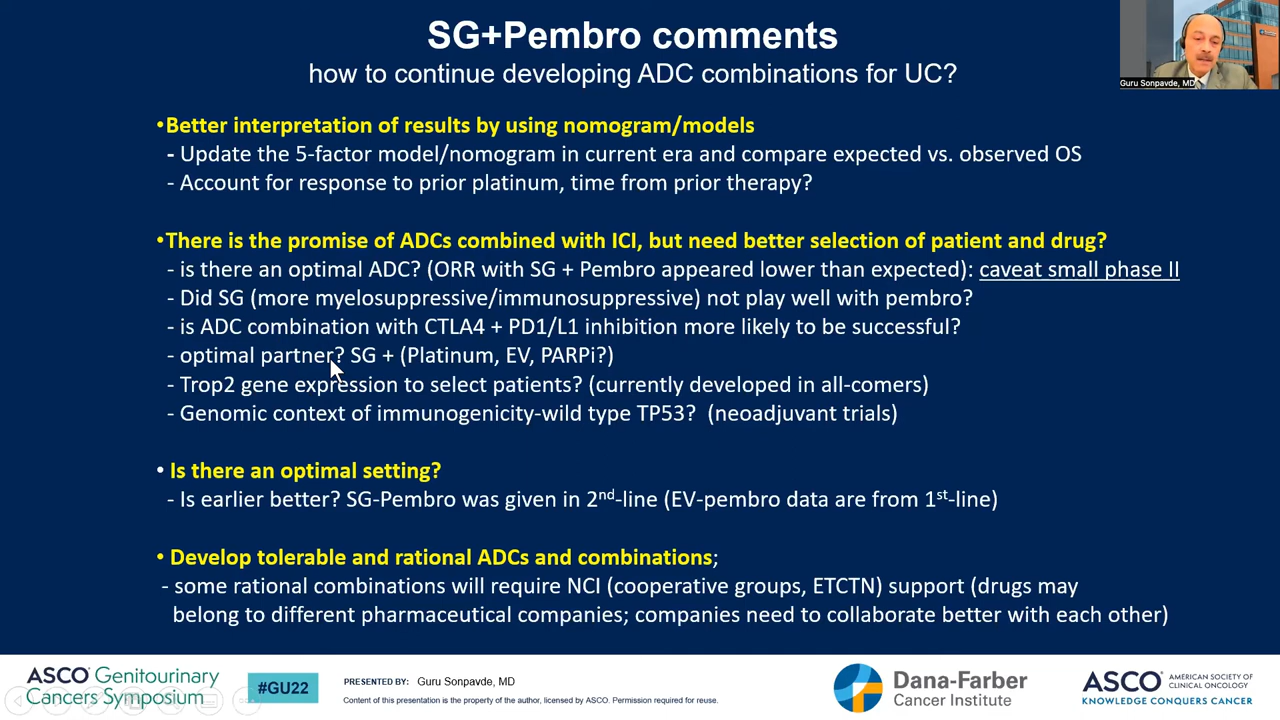 SG+Pembro comments
how to continue developing ADC combinations for UC?
Guru Sonpavde, MD
•Better interpretation of results by using nomogram/models
- Update the 5-factor model/nomogram in current era and compare expected vs. observed OS
- Account for response to prior platinum, time from prior therapy?
•There is the promise of ADCs combined with ICI, but need better selection of patient and drug?
- is there an optimal ADC? (ORR with SG + Pembro appeared lower than expected): caveat small phase II
- Did SG (more myelosuppressive/immunosuppressive) not play well with pembro?
- is ADC combination with CTLA4 + PD1/L1 inhibition more likely to be successful?
- optimal partner? SG + (Platinum, EV, PARPi?)
- Trop2 gene expression to select patients? (currently developed in all-comers)
- Genomic context of immunogenicity-wild type TP53? (neoadjuvant trials)
• Is there an optimal setting?
- Is earlier better? SG-Pembro was given in 2nd-line (EV-pembro data are from 1st-line)
• Develop tolerable and rational ADCs and combinations;
- some rational combinations will require NCI (cooperative groups, ETCTN) support (drugs may
belong to different pharmaceutical companies; companies need to collaborate better with each other)
ASCO Genitourinary
Cancers Symposium
#GU22
PRESENTED BY: Guru Sonpavde, MD
Content of this presentation is the property of the author, licensed by ASCO. Permission required for reuse.
Dana-Farber
Cancer Institute
ASCO AMERICAN SOCIETY OF
CLINICAL ONCOLOGY
KNOWLEDGE CONQUERS CANCER